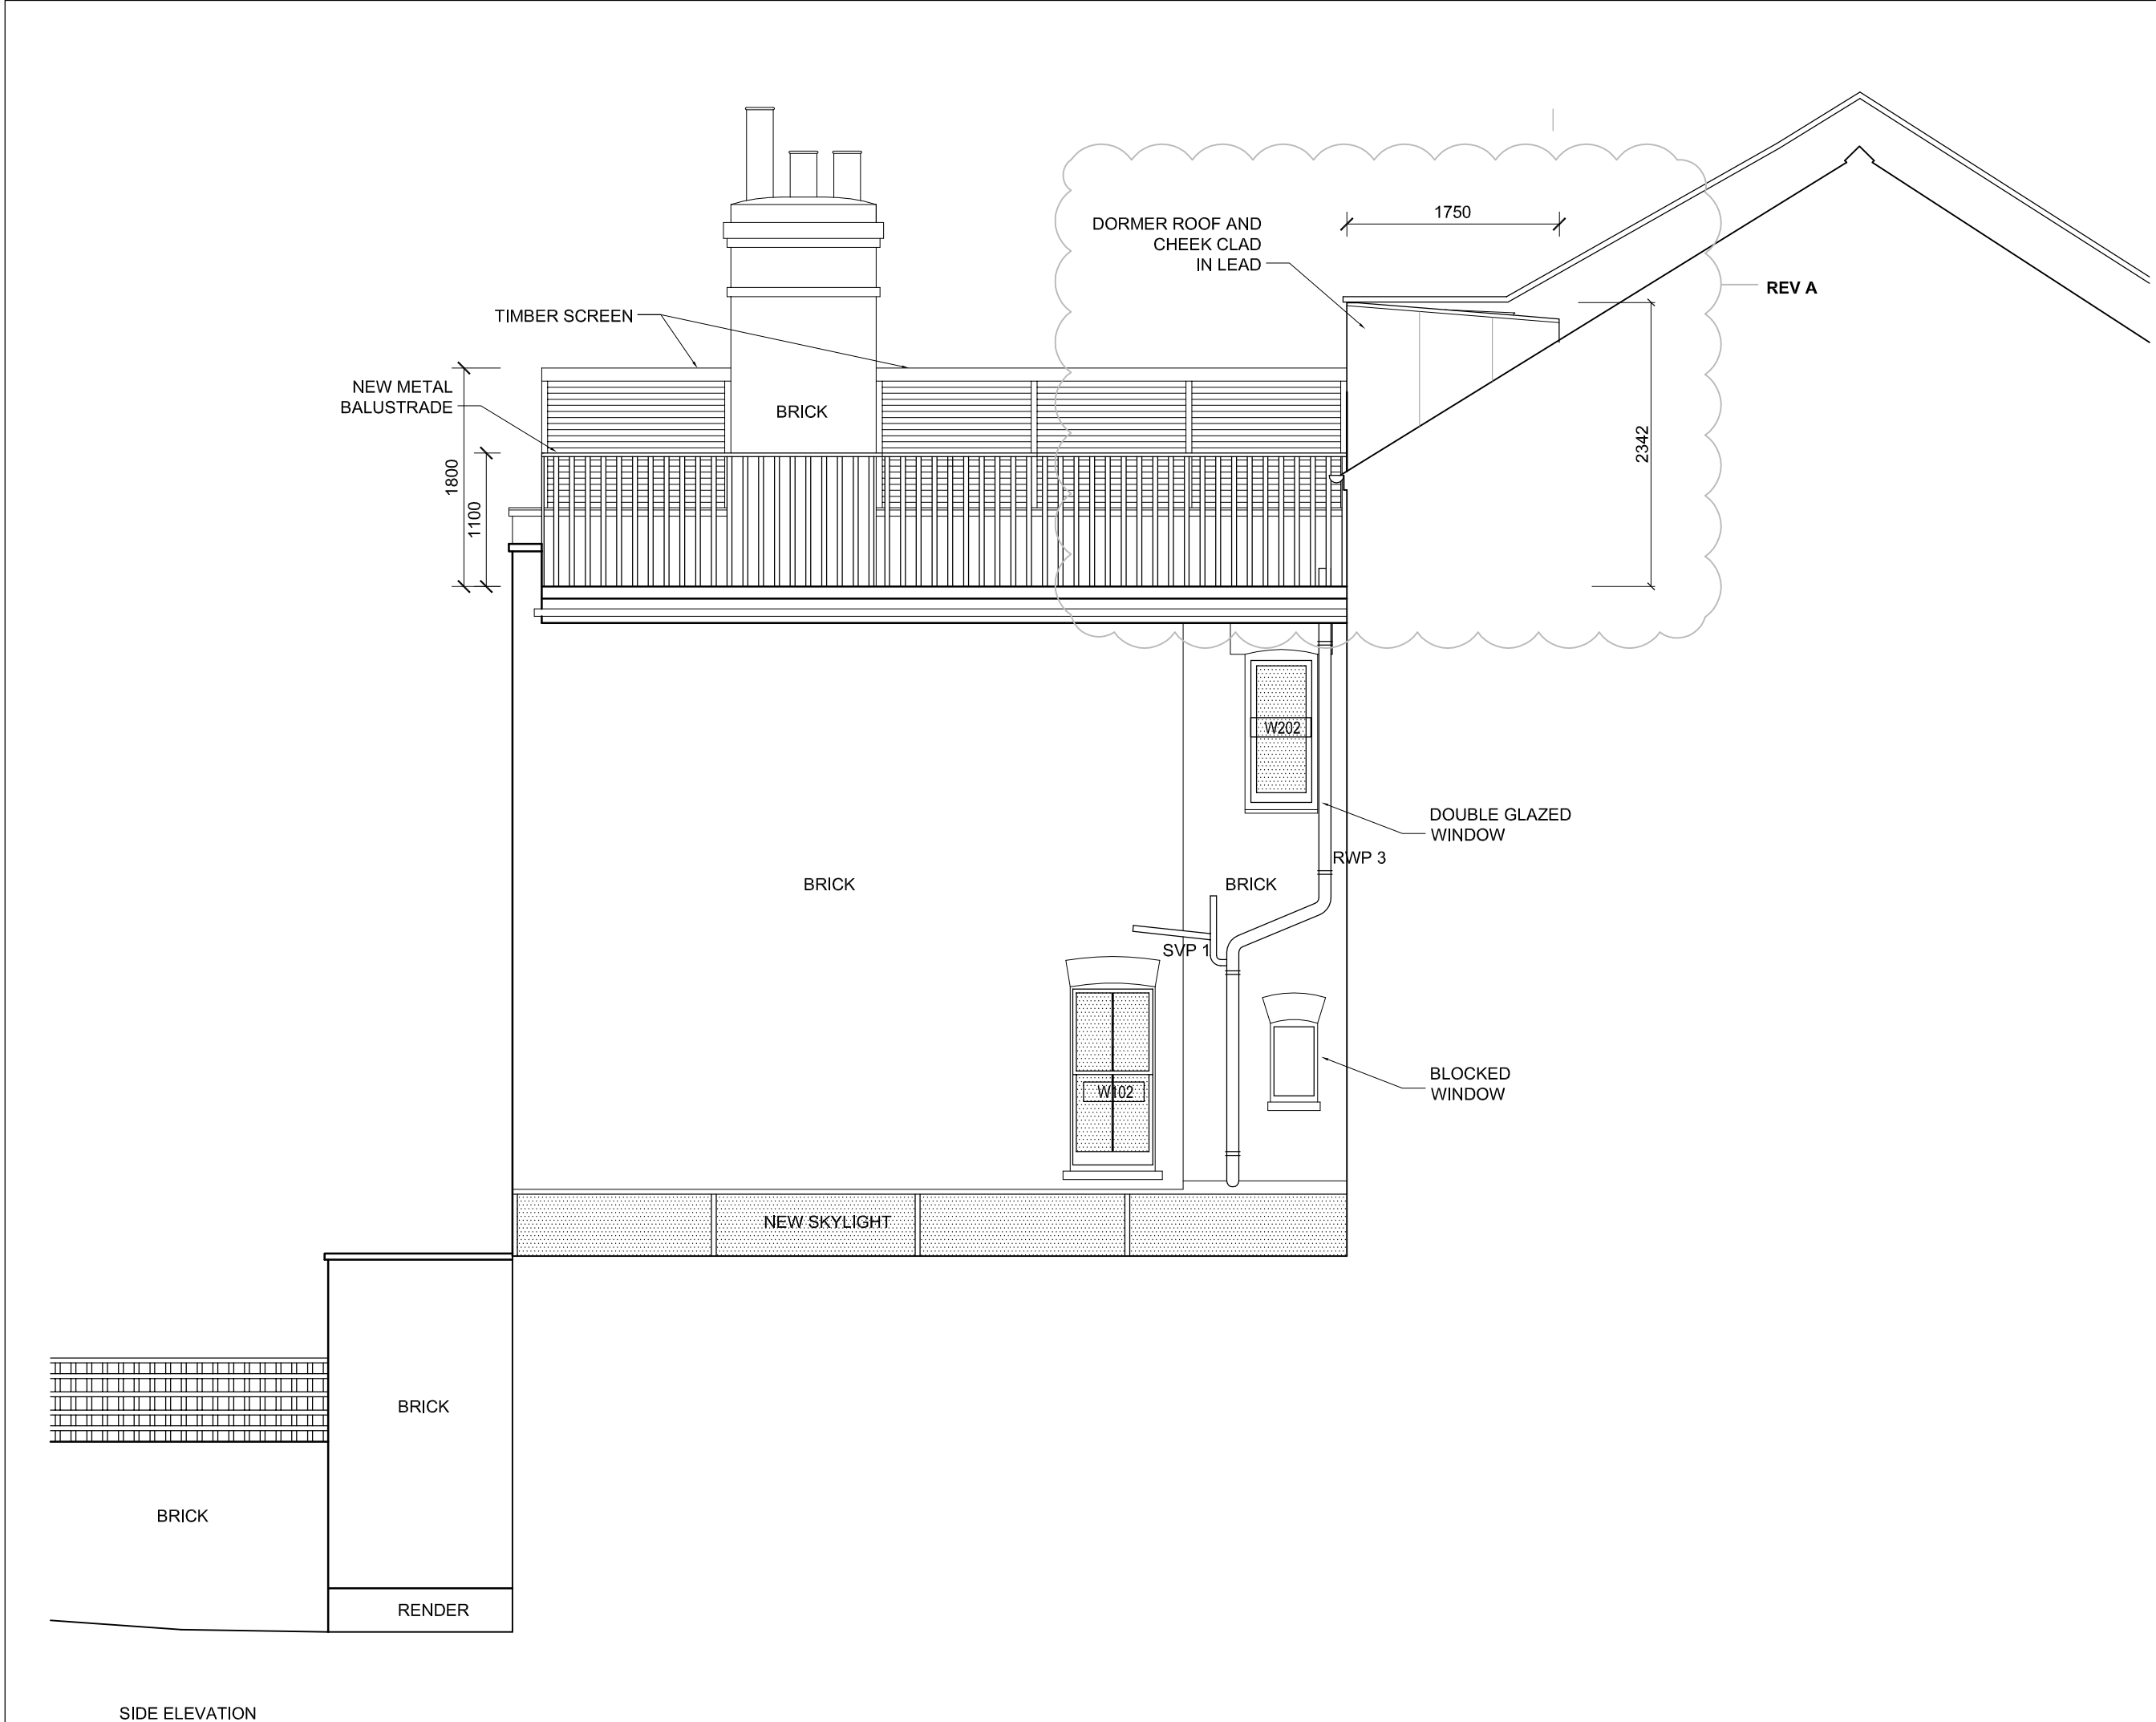 1750
DORMER ROOF AND
CHEEK CLAD
IN LEAD
REV A
TIMBER SCREEN
NEW METAL
BALUSTRADE
BRICK
1800
1100
2342
W202
DOUBLE GLAZED
WINDOW
RWP 3
BRICK
BRICK
SVP 1
BLOCKED
WINDOW
W102
NEW SKYLIGHT
BRICK
BRICK
RENDER
SIDE ELEVATION